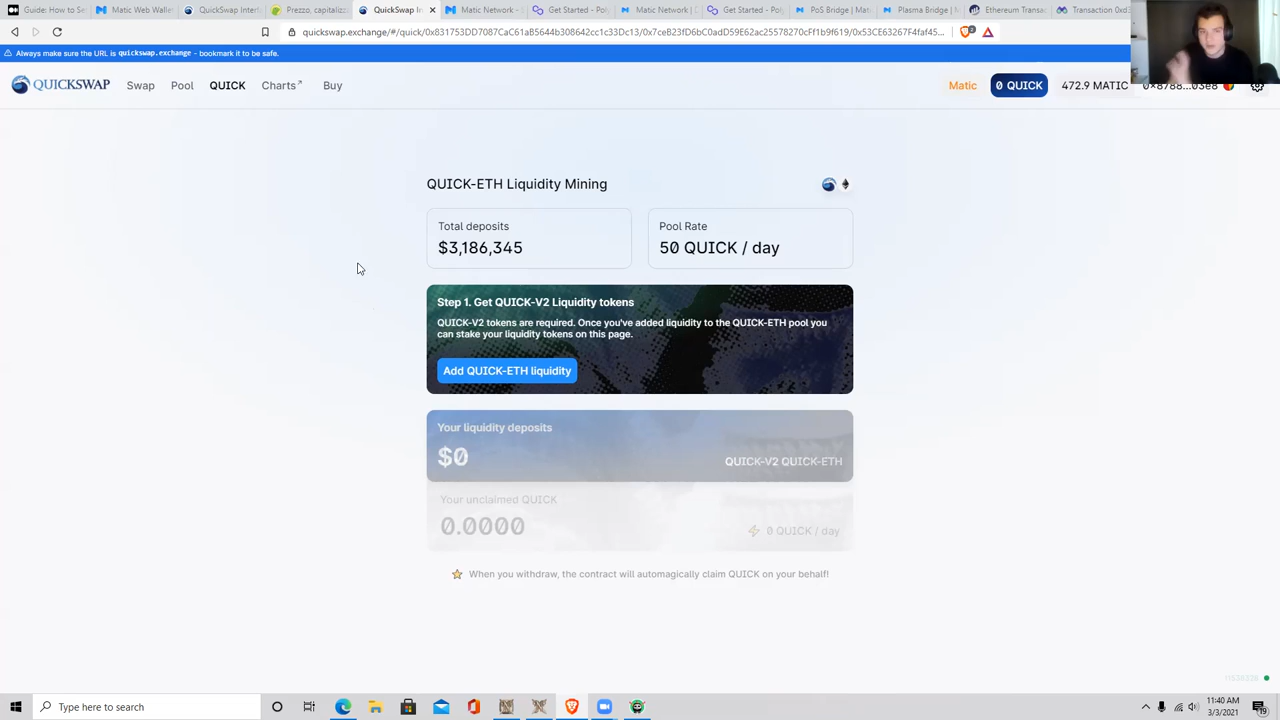 Guide: How to Se
Matic Web Walle
QuickSwap Interf
Prezzo, capitalizz
QuickSwap In
Matic Network -
Get Started - Pol
Matic Network | D
Get Started - Pol
PoS Bridge | Mat
Plasma Bridge | M
Ethereum Transac
Transaction 0xd3
quickswap.exchange/#/quick/0x831753DD7087CaC61aB5644b308642cc1c33Dc13/0x7ceB23fD6bC0adD59E62ac25578270cFf1b9f619/0x53CE63267F4faf45...
Always make sure the URL is quickswap.exchange - bookmark it to be safe.
QUICKSWAP
Swap
Pool
QUICK
Charts↗
Buy
Matic
0 QUICK
472.9 MATIC
0x8788...03e8
QUICK-ETH Liquidity Mining
Total deposits
$3,186,345
Pool Rate
50 QUICK / day
Step 1. Get QUICK-V2 Liquidity tokens
QUICK-V2 tokens are required. Once you've added liquidity to the QUICK-ETH pool you
can stake your liquidity tokens on this page.
Add QUICK-ETH liquidity
Your liquidity deposits
$0
QUICK-V2 QUICK-ETH
Your unclaimed QUICK
0.0000
0 QUICK / day
When you withdraw, the contract will automagically claim QUICK on your behalf!
Type here to search
11:40 AM
3/3/2021
19